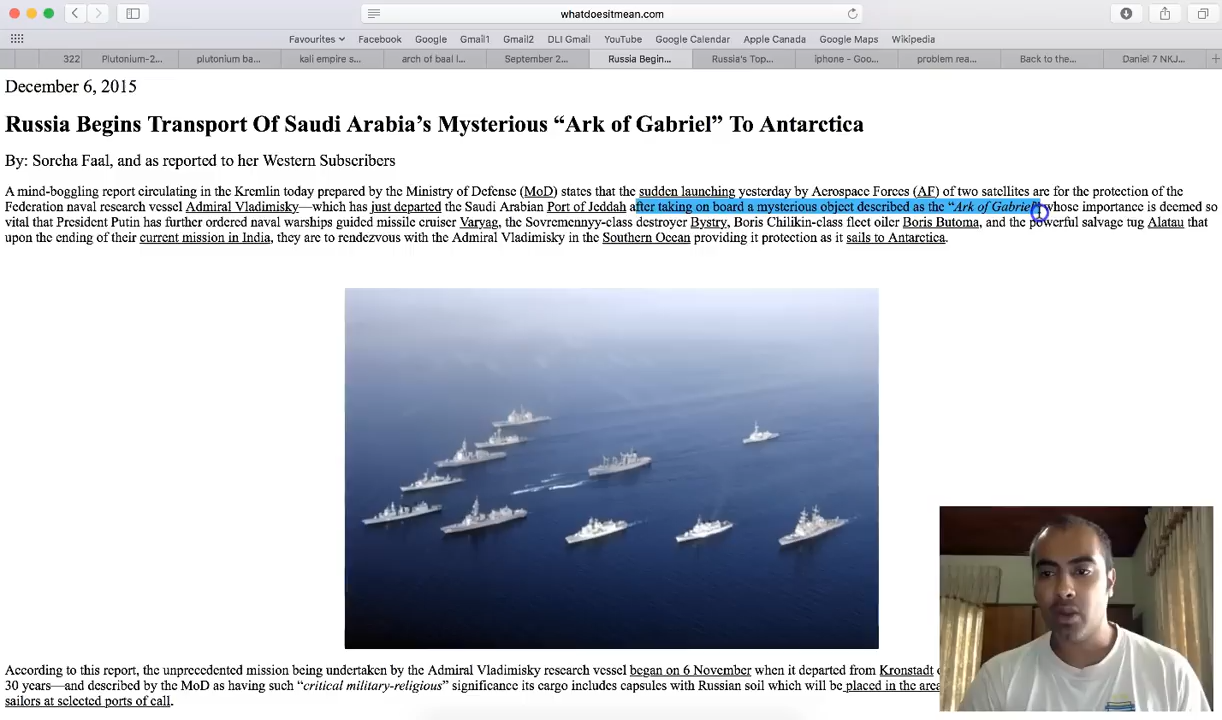 whatdoesitmean.com
Favourites Facebook Google Gmail1 Gmail2 DLI Gmail YouTube Google Calendar Apple Canada Google Maps Wikipedia
322 Plutonium-2... plutonium ba... kali empire s... arch of baal l... September 2... Russia Begin... Russia's Top... iphone - Goo... problem rea... Back to the... Daniel 7 NKJ...
December 6, 2015
Russia Begins Transport Of Saudi Arabia’s Mysterious “Ark of Gabriel” To Antarctica
By: Sorcha Faal, and as reported to her Western Subscribers
A mind-boggling report circulating in the Kremlin today prepared by the Ministry of Defense (MoD) states that the sudden launching yesterday by Aerospace Forces (AF) of two satellites are for the protection of the
Federation naval research vessel Admiral Vladimisky—which has just departed the Saudi Arabian Port of Jeddah after taking on board a mysterious object described as the “Ark of Gabriel” whose importance is deemed so
vital that President Putin has further ordered naval warships guided missile cruiser Varyag, the Sovremennyy-class destroyer Bystry, Boris Chilikin-class fleet oiler Boris Butoma, and the powerful salvage tug Alatau that
upon the ending of their current mission in India, they are to rendezvous with the Admiral Vladimisky in the Southern Ocean providing it protection as it sails to Antarctica.
According to this report, the unprecedented mission being undertaken by the Admiral Vladimisky research vessel began on 6 November when it departed from Kronstadt
30 years—and described by the MoD as having such “critical military-religious” significance its cargo includes capsules with Russian soil which will be placed in the area
sailors at selected ports of call.